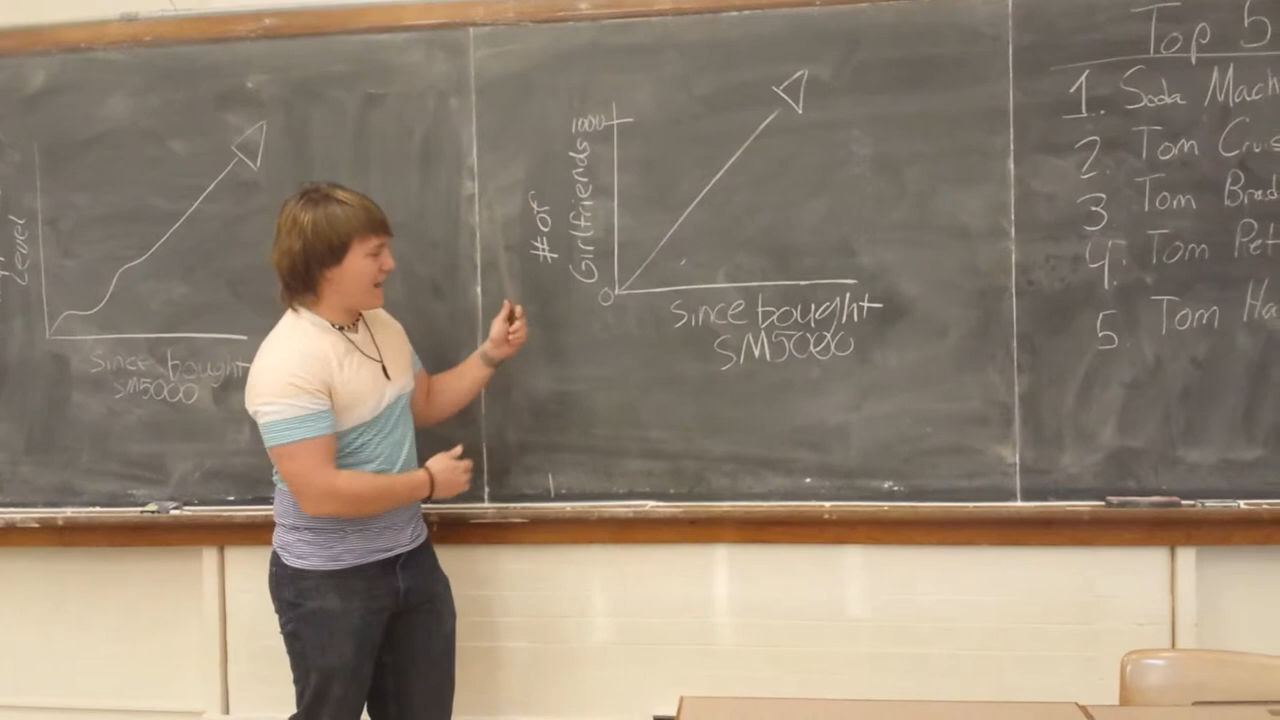 Level
Since bought
SM5000
1000
# of
Girlfriends
0
Since bought
SM5000
Top 5
1. Soda Mach
2. Tom Cruis
3. Tom Brad
4. Tom Pet
5. Tom Ha